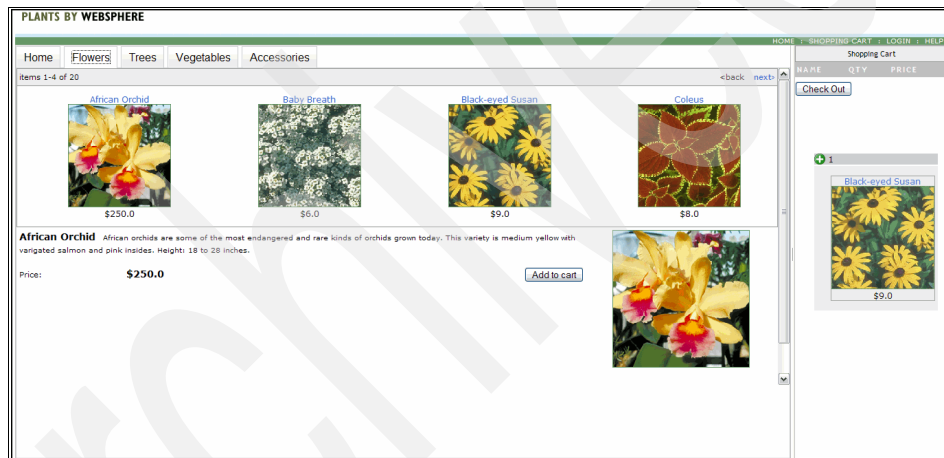 PLANTS BY WEBSPHERE
HOME : SHOPPING CART : LOGIN : HELP
Home Flowers Trees Vegetables Accessories
Shopping Cart
items 1-4 of 20 <back next>
NAME QTY PRICE
Check Out
African Orchid Baby Breath Black-eyed Susan Coleus
$250.0 $6.0 $9.0 $8.0
African Orchid African orchids are some of the most endangered and rare kinds of orchids grown today. This variety is medium yellow with
varigated salmon and pink insides. Height: 18 to 28 inches.
Price: $250.0 Add to cart
1
Black-eyed Susan
$9.0